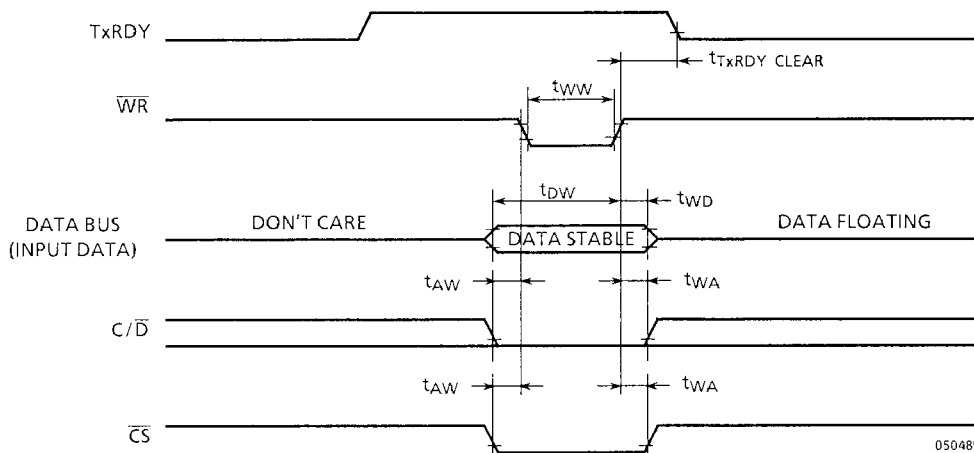 TxRDY
tTxRDY CLEAR
WR
tWW
tDW
tWD
DATA BUS
(INPUT DATA)
DON'T CARE
DATA STABLE
DATA FLOATING
tAW
tWA
C/D
tAW
tWA
CS